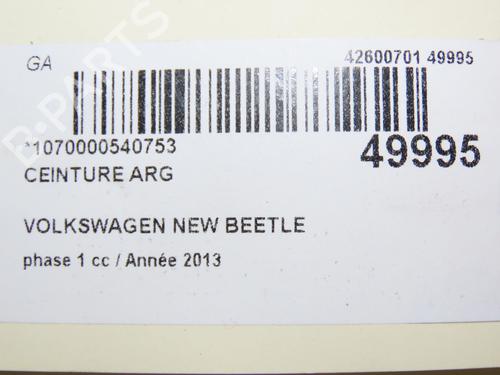 GA
42600701 49995
*1070000540753
49995
CEINTURE ARG
VOLKSWAGEN NEW BEETLE
phase 1 cc / Année 2013
B-PARTS